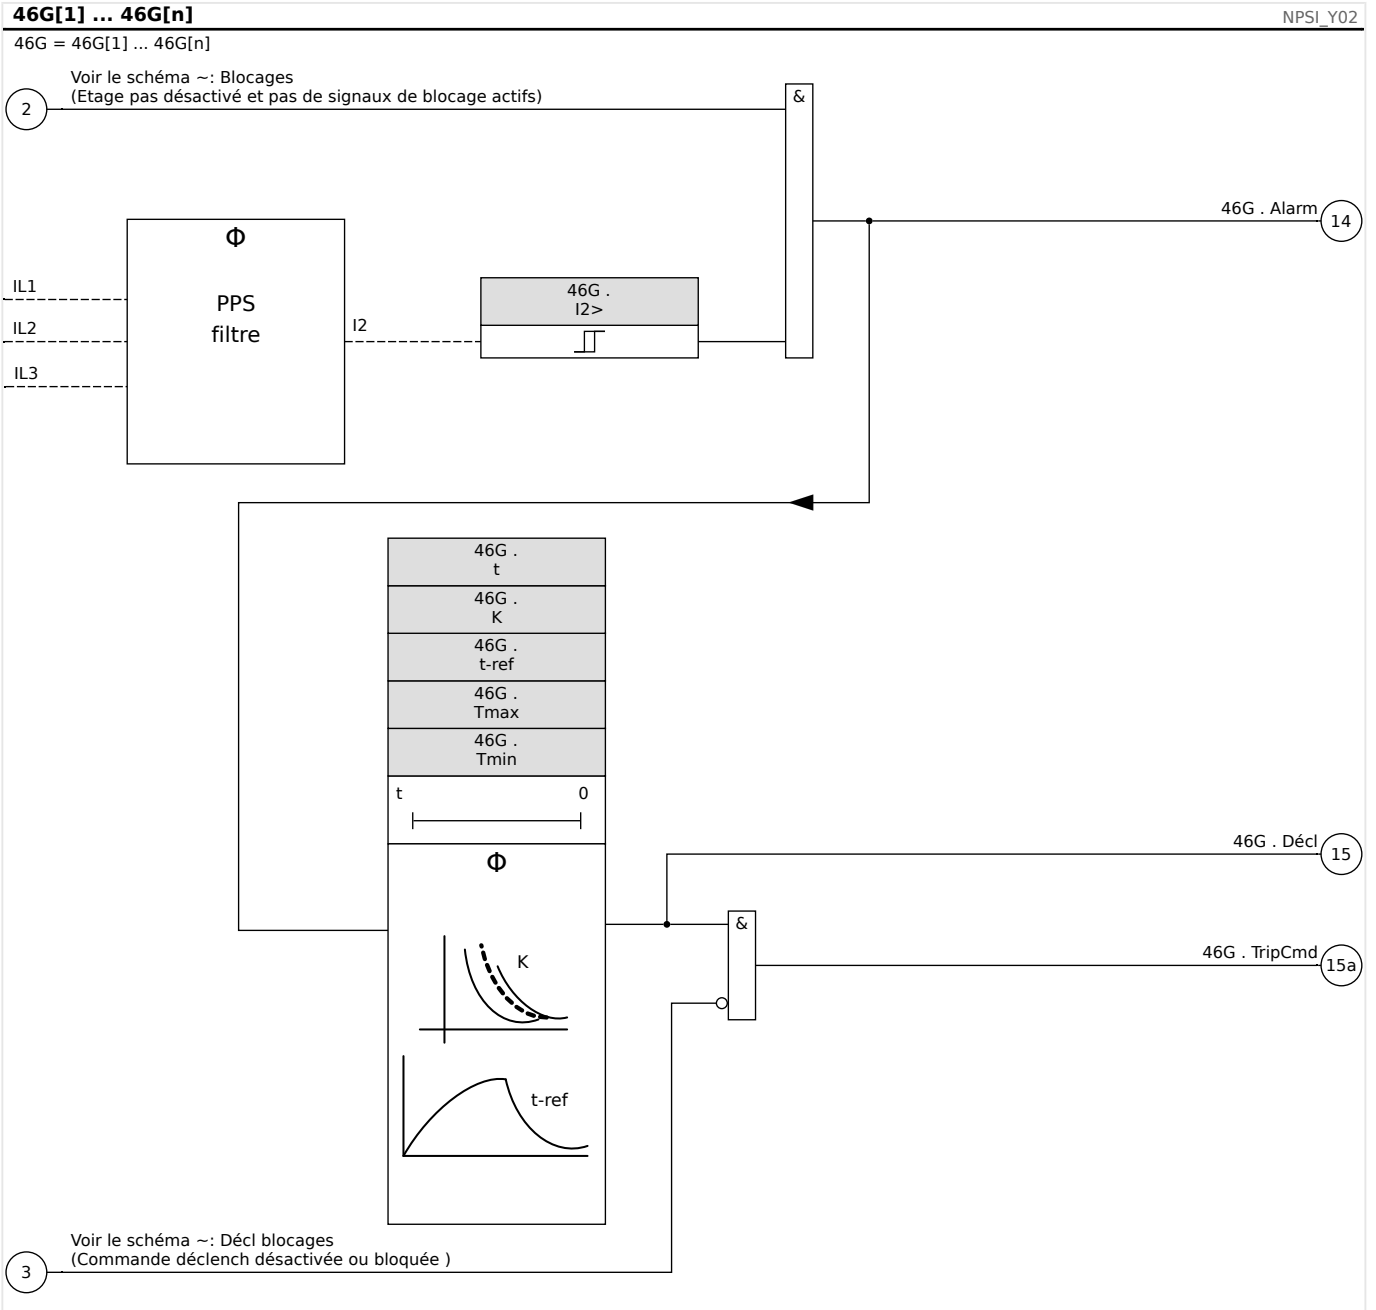 46G[1] ... 46G[n]
NPSI_Y02
46G = 46G[1] ... 46G[n]
Voir le schéma ~: Blocages
(Etage pas désactivé et pas de signaux de blocage actifs)
2
&
46G . Alarm
14
Φ
PPS
filtre
IL1
IL2
IL3
I2
46G .
I2>
46G .
t
46G .
K
46G .
t-ref
46G .
Tmax
46G .
Tmin
t 0
Φ
K
t-ref
46G . Décl
15
&
46G . TripCmd
15a
Voir le schéma ~: Décl blocages
(Commande déclench désactivée ou bloquée )
3